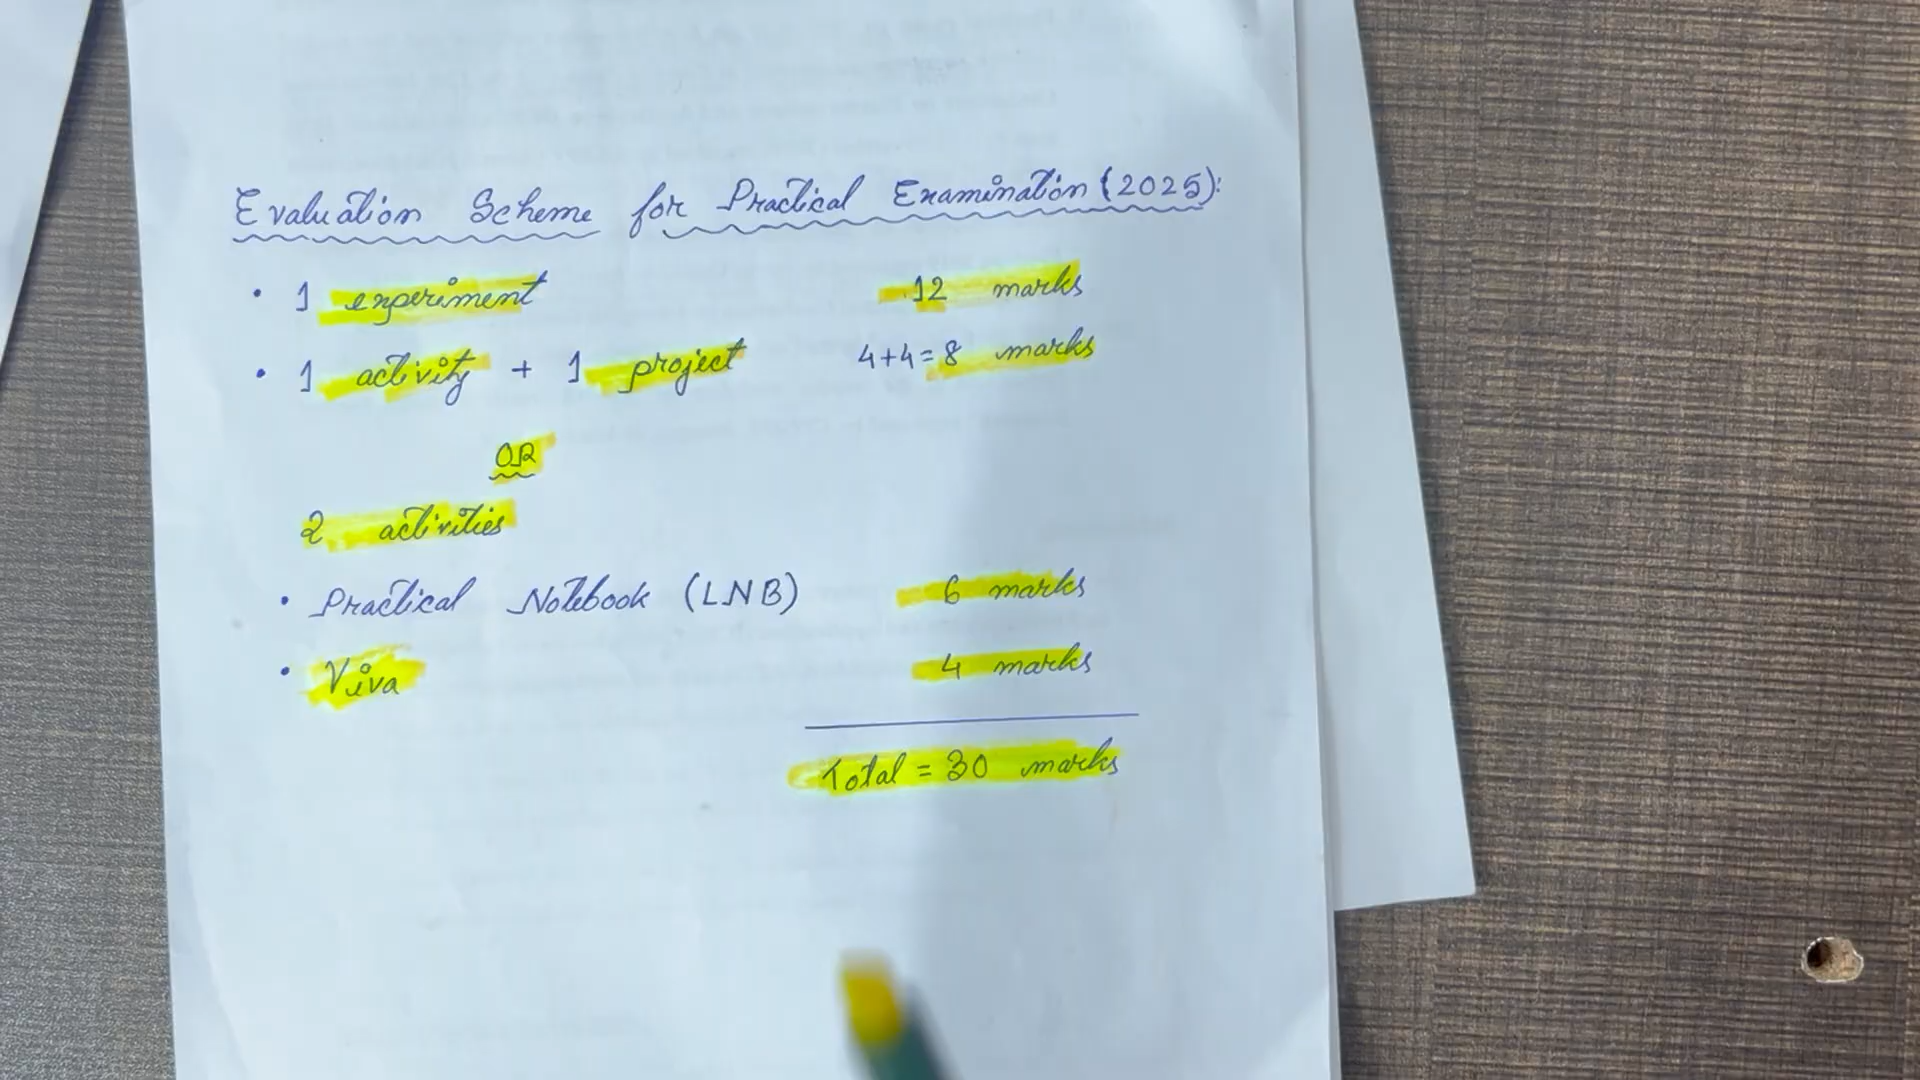 Evaluation Scheme for Practical Examination (2025):
• 1 experiment 12 marks
• 1 activity + 1 project 4+4=8 marks
OR
2 activities
• Practical Notebook (LNB) 6 marks
• Viva 4 marks
Total = 30 marks